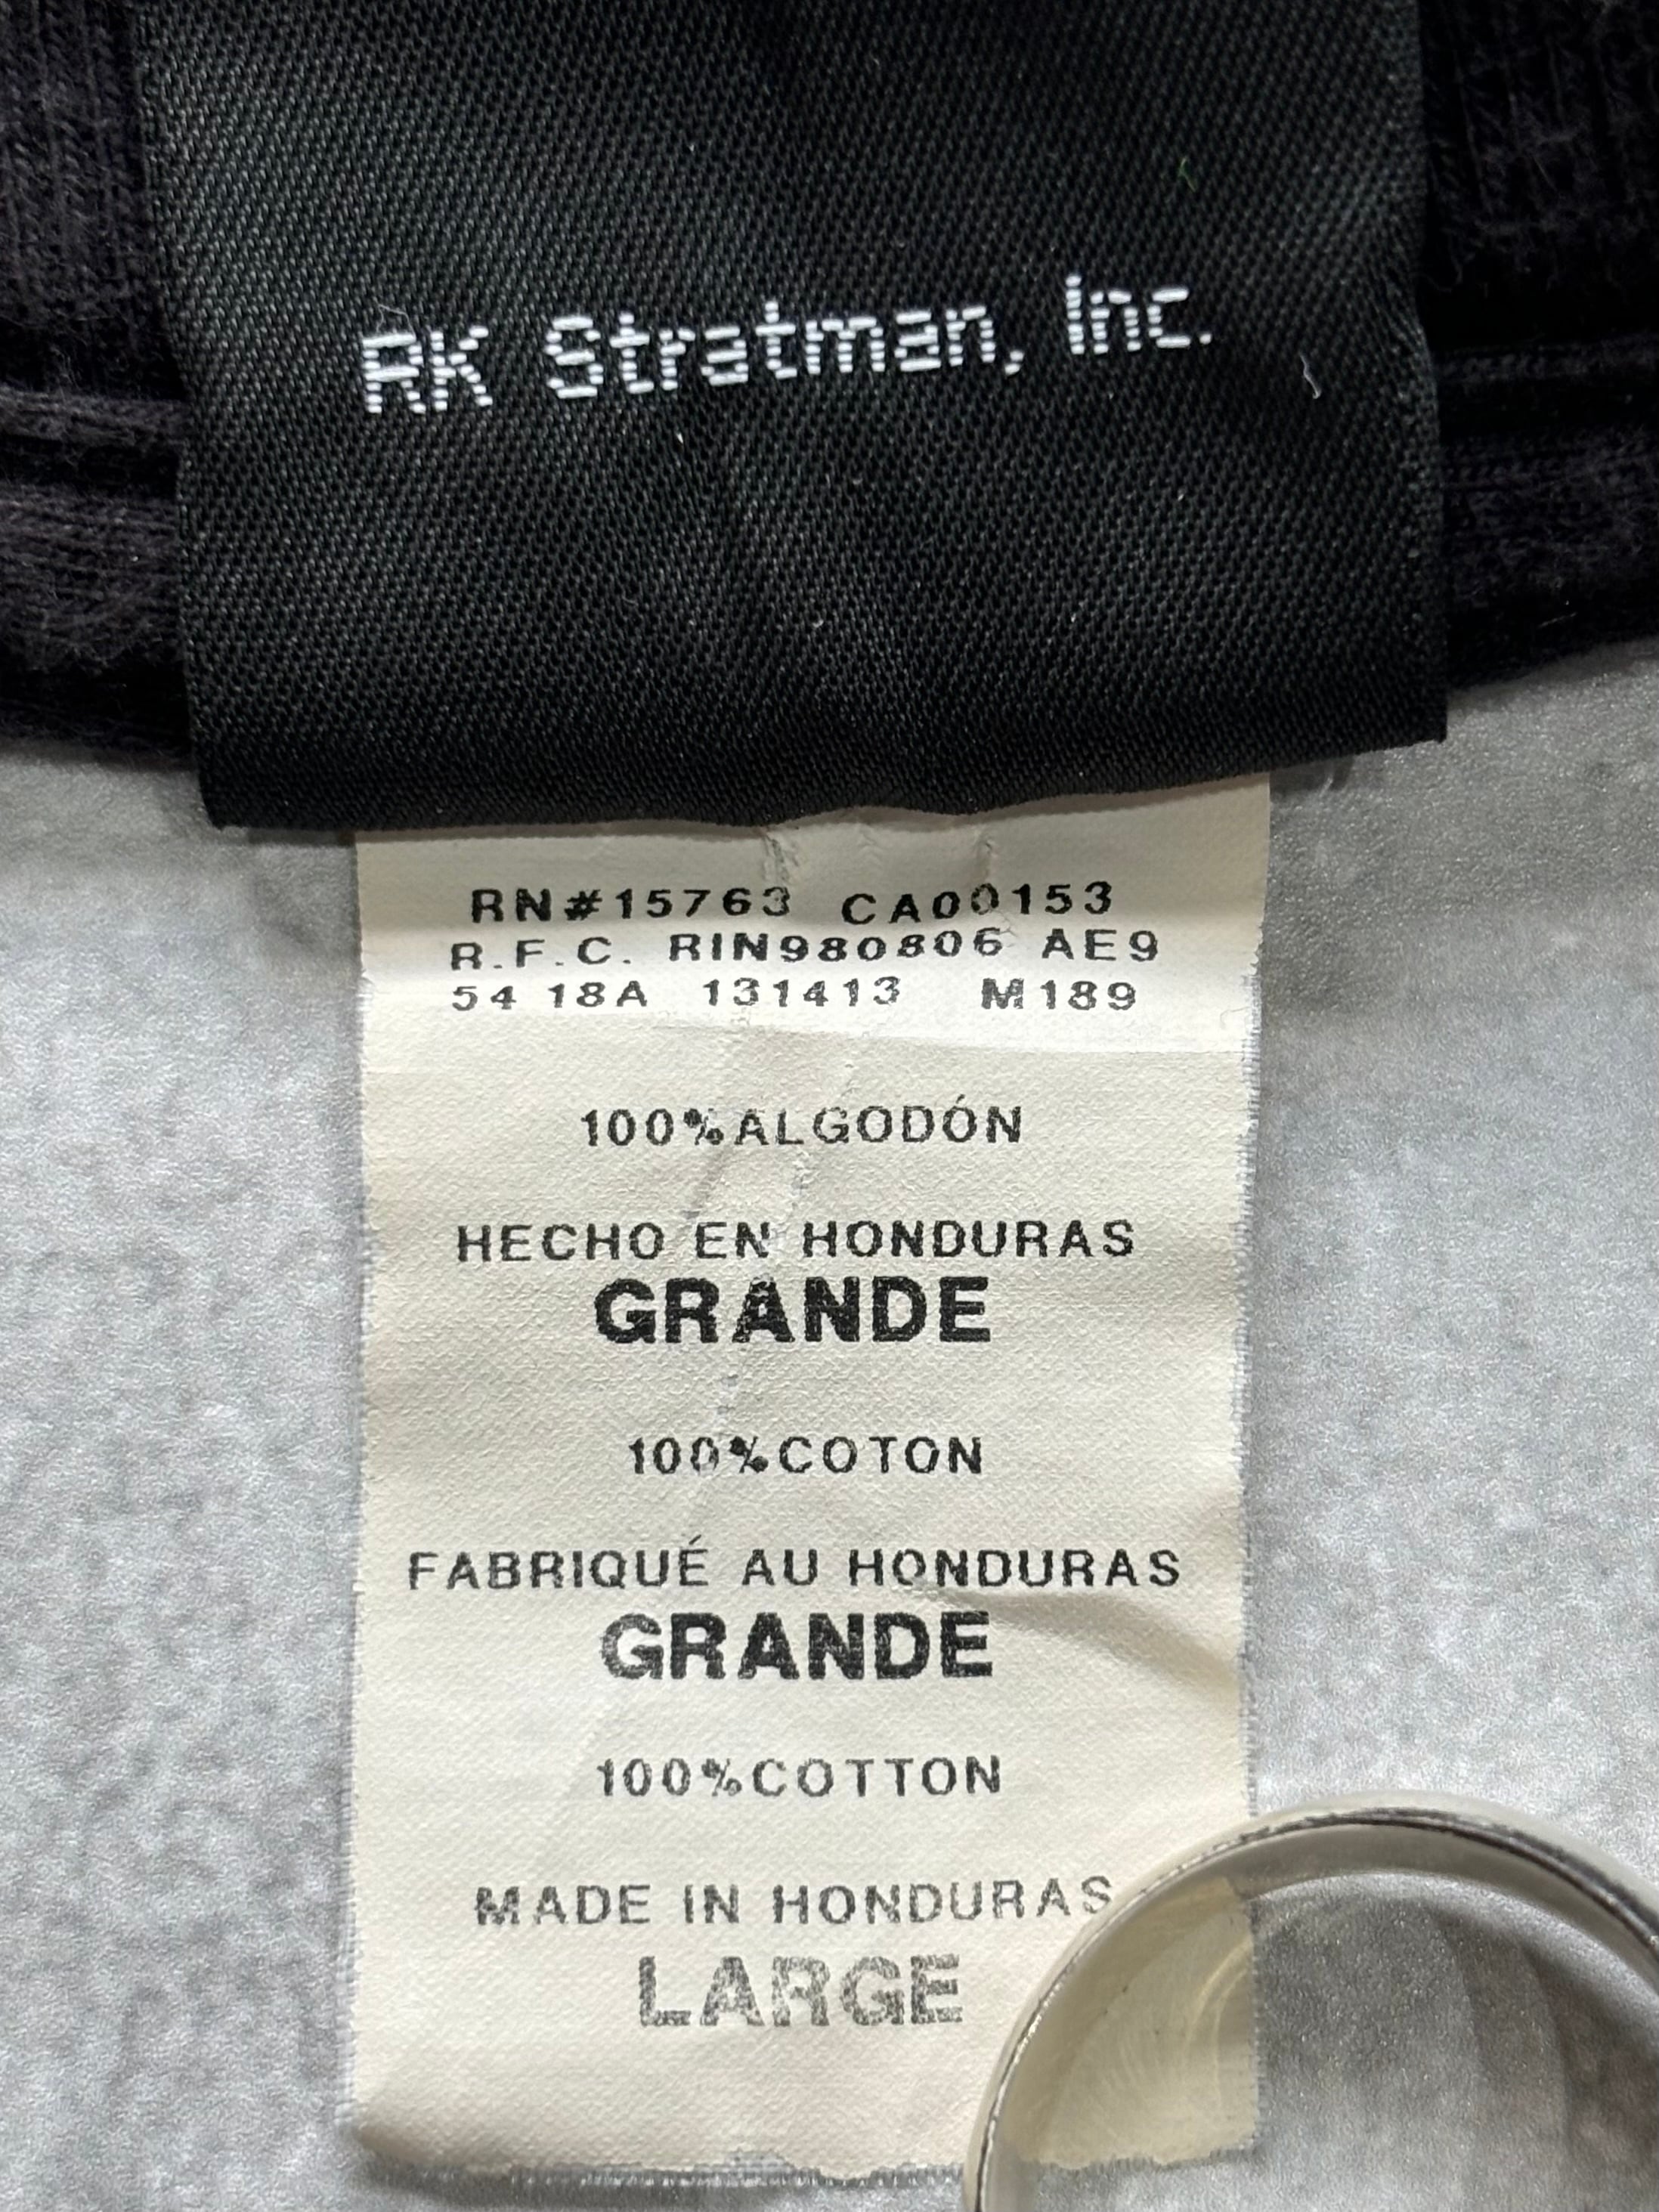 RK Stratman, Inc.
RN#15763 CA00153
R.F.C. RIN980806 AE9
54 18A 131413 M189
100%ALGODÓN
HECHO EN HONDURAS
GRANDE
100%COTON
FABRIQUÉ AU HONDURAS
GRANDE
100%COTTON
MADE IN HONDURAS
LARGE